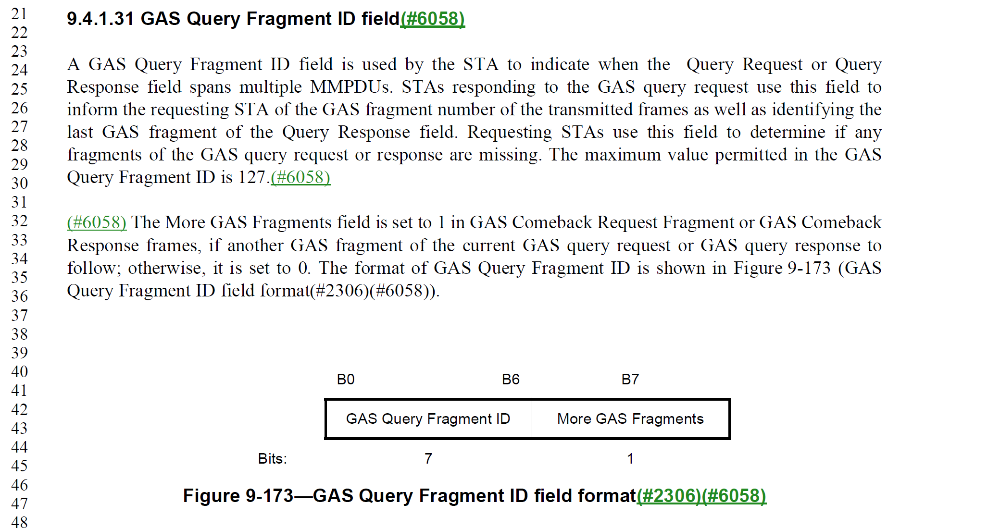 21
22
23
24
25
26
27
28
29
30
31
32
33
34
35
36
37
38
39
40
41
42
43
44
45
46
47
48
9.4.1.31 GAS Query Fragment ID field(#6058)
A GAS Query Fragment ID field is used by the STA to indicate when the Query Request or Query
Response field spans multiple MMPDUs. STAs responding to the GAS query request use this field to
inform the requesting STA of the GAS fragment number of the transmitted frames as well as identifying the
last GAS fragment of the Query Response field. Requesting STAs use this field to determine if any
fragments of the GAS query request or response are missing. The maximum value permitted in the GAS
Query Fragment ID is 127.(#6058)
(#6058) The More GAS Fragments field is set to 1 in GAS Comeback Request Fragment or GAS Comeback
Response frames, if another GAS fragment of the current GAS query request or GAS query response to
follow; otherwise, it is set to 0. The format of GAS Query Fragment ID is shown in Figure 9-173 (GAS
Query Fragment ID field format(#2306)(#6058)).
B0 B6 B7
GAS Query Fragment ID More GAS Fragments
Bits: 7 1
Figure 9-173—GAS Query Fragment ID field format(#2306)(#6058)